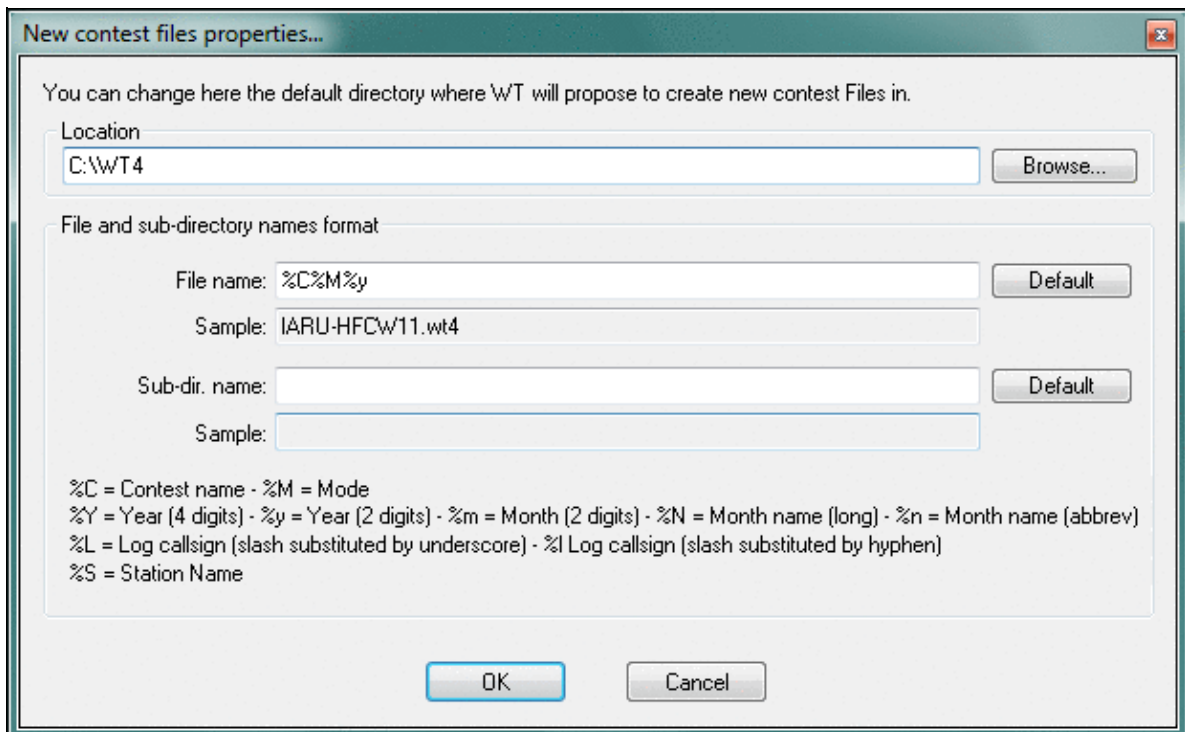 New contest files properties...
You can change here the default directory where WT will propose to create new contest Files in.
Location
C:\WT4
Browse...
File and sub-directory names format
File name: %C%M%y Default
Sample: IARU-HFCW11.wt4
Sub-dir. name: Default
Sample:
%C = Contest name - %M = Mode
%Y = Year (4 digits) - %y = Year (2 digits) - %m = Month (2 digits) - %N = Month name (long) - %n = Month name (abbrev)
%L = Log callsign (slash substituted by underscore) - %l Log callsign (slash substituted by hyphen)
%S = Station Name
OK Cancel